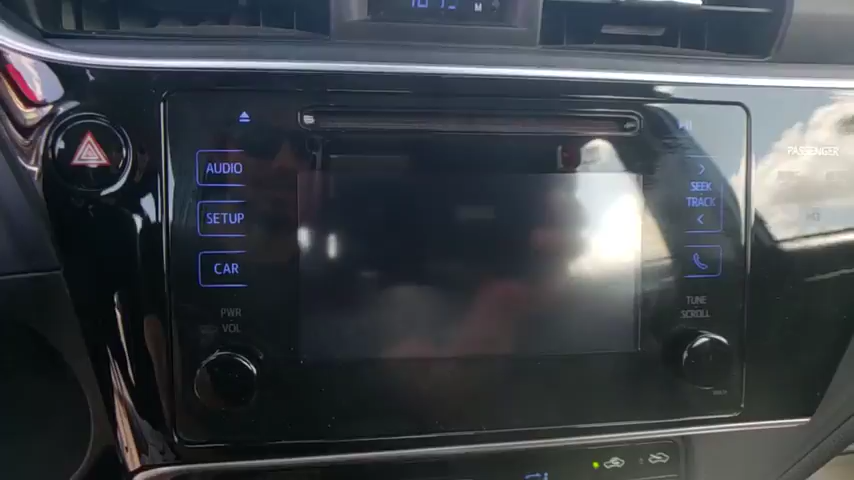 M
PASSENGER
AUDIO
SEEK
TRACK
SETUP
CAR
PWR
VOL
TUNE
SCROLL